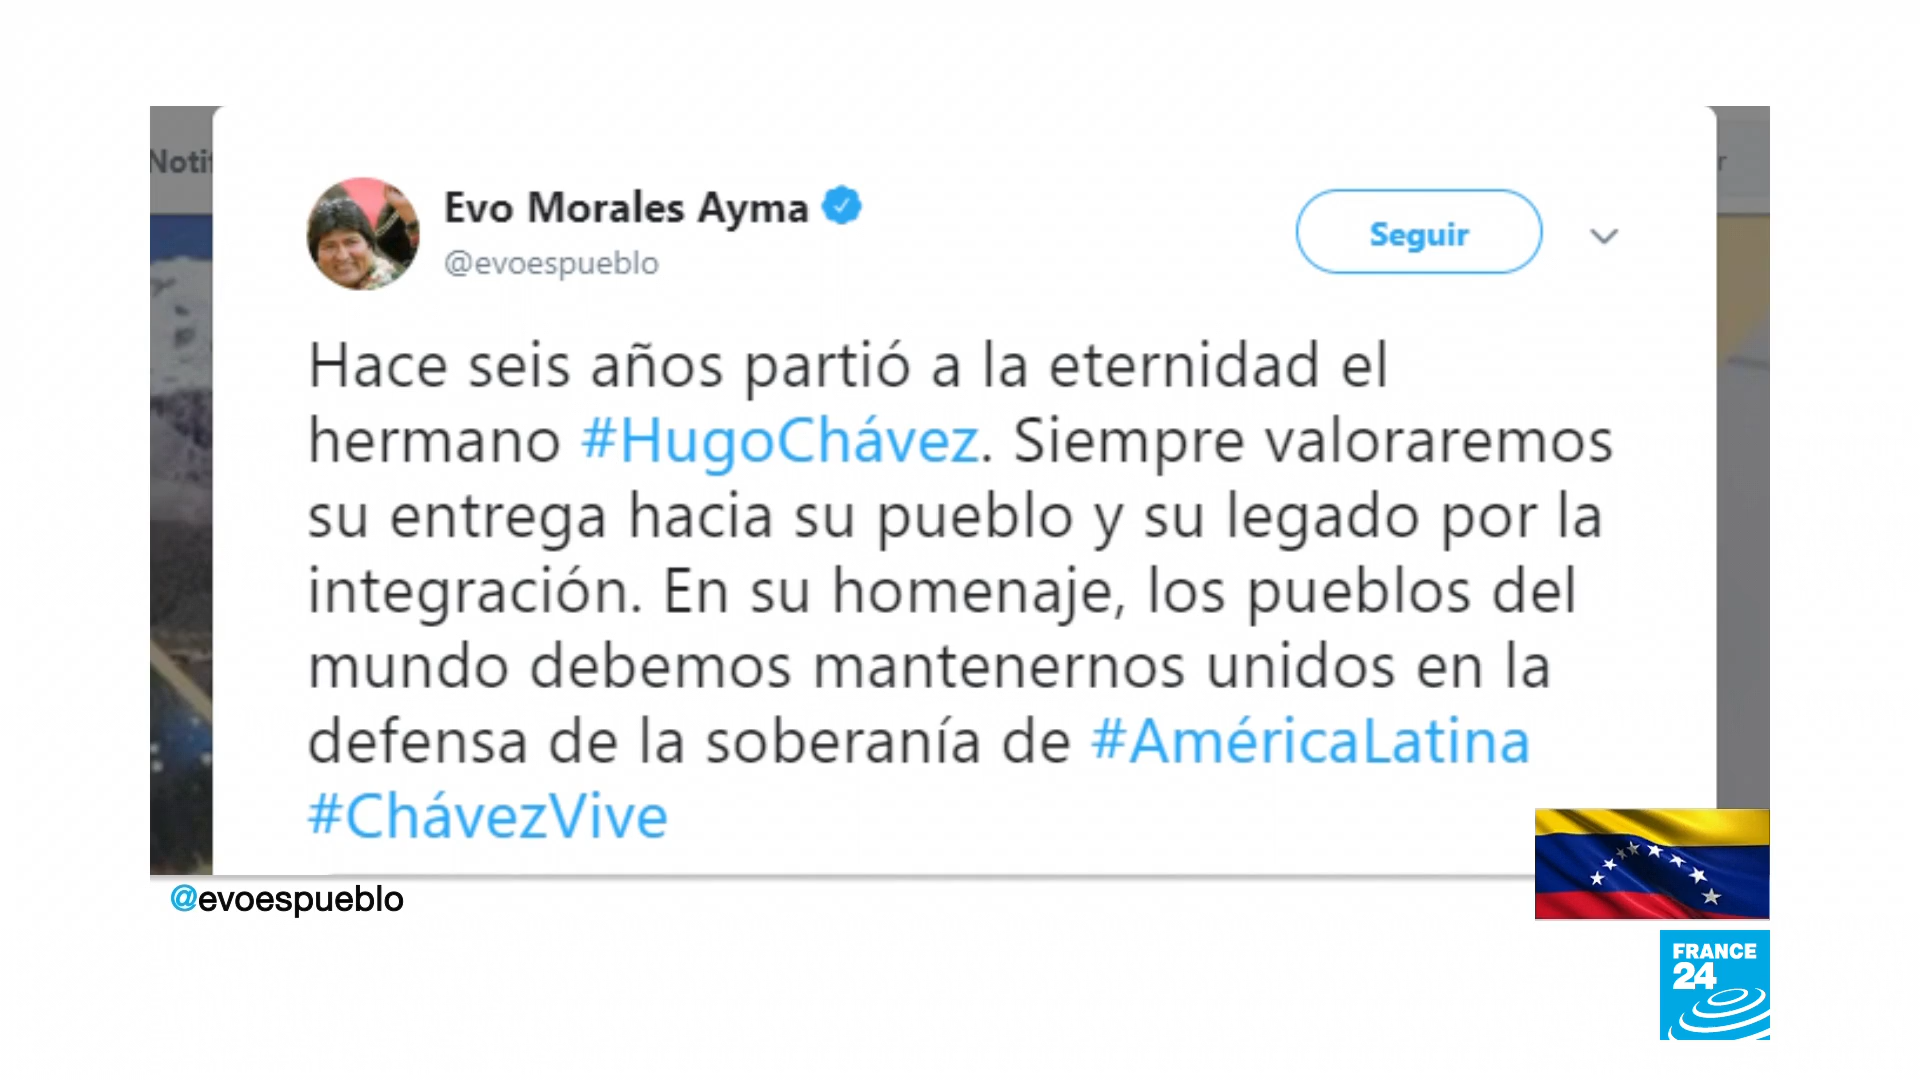 Notif
r
Evo Morales Ayma
@evoespueblo
Seguir
Hace seis años partió a la eternidad el
hermano #HugoChávez. Siempre valoraremos
su entrega hacia su pueblo y su legado por la
integración. En su homenaje, los pueblos del
mundo debemos mantenernos unidos en la
defensa de la soberanía de #AméricaLatina
#ChávezVive
@evoespueblo
FRANCE
24